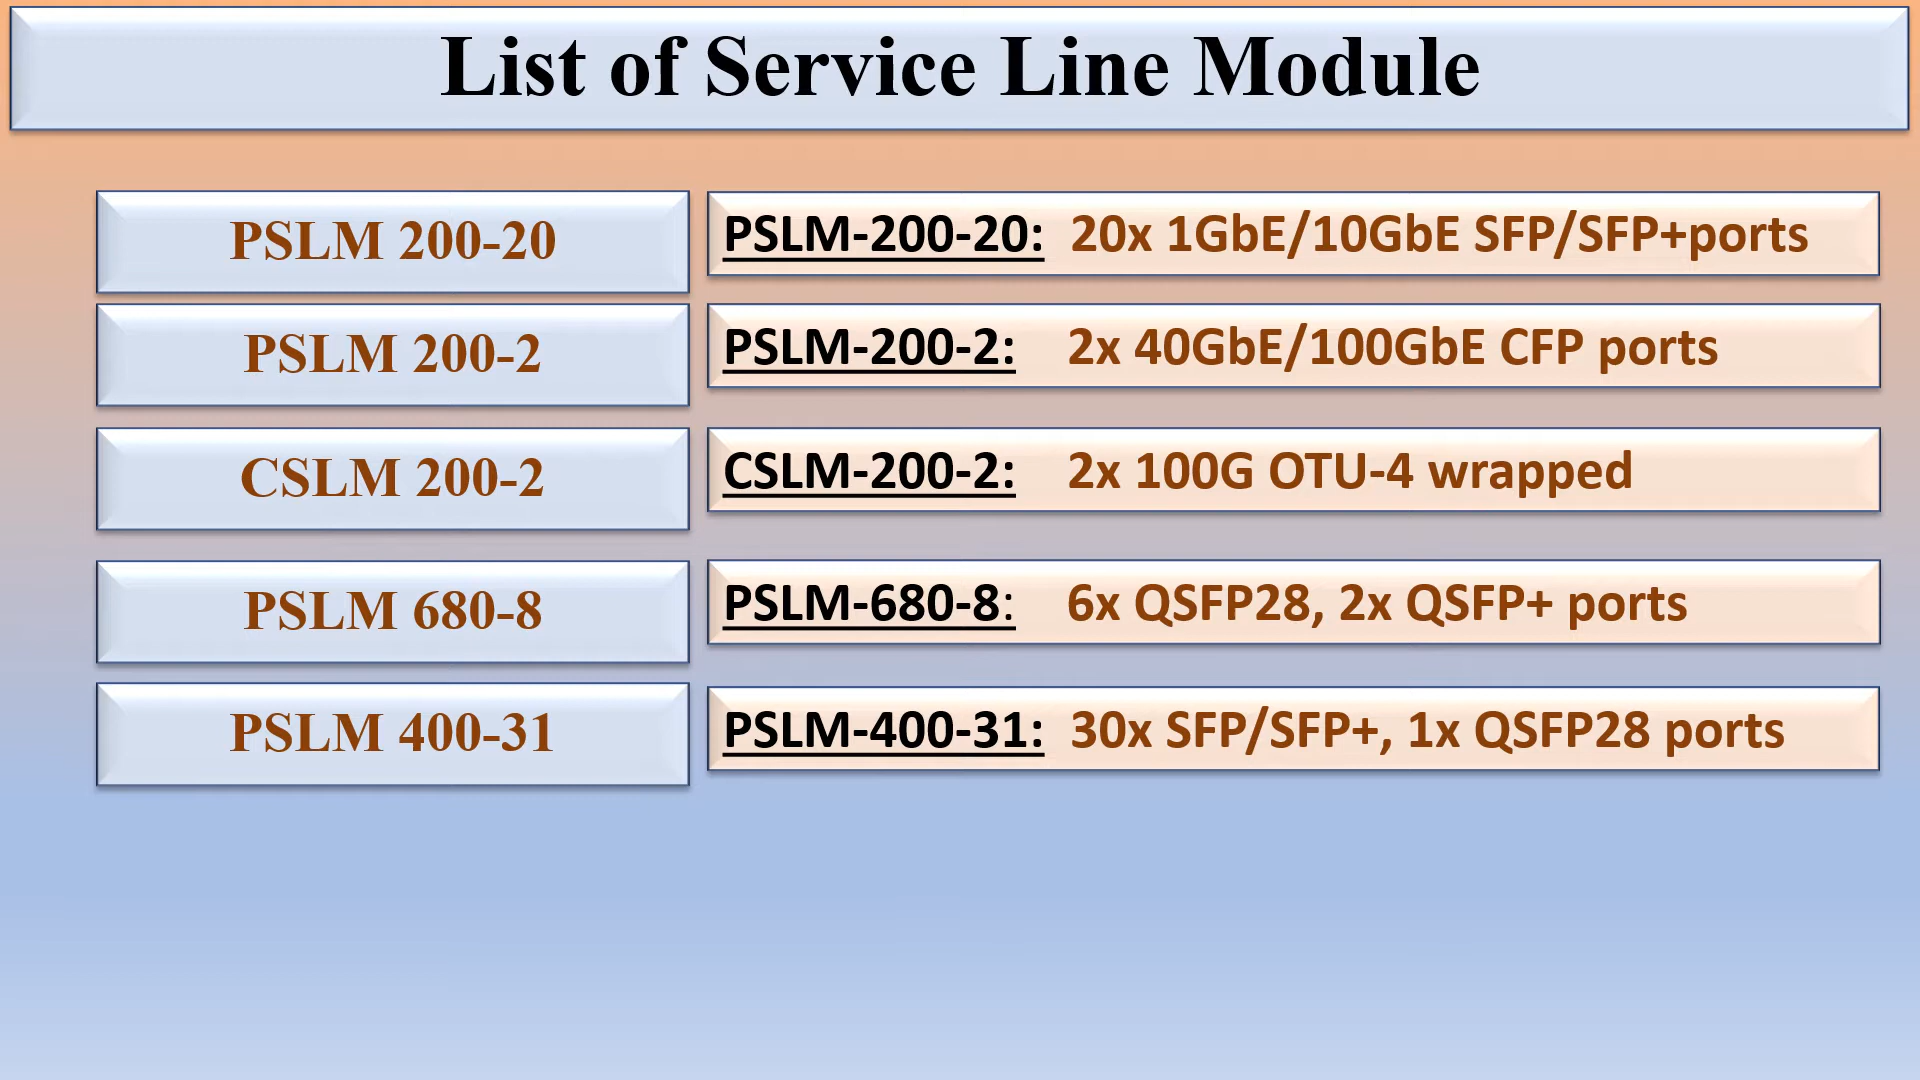 List of Service Line Module
PSLM 200-20
PSLM-200-20: 20x 1GbE/10GbE SFP/SFP+ports
PSLM 200-2
PSLM-200-2: 2x 40GbE/100GbE CFP ports
CSLM 200-2
CSLM-200-2: 2x 100G OTU-4 wrapped
PSLM 680-8
PSLM-680-8: 6x QSFP28, 2x QSFP+ ports
PSLM 400-31
PSLM-400-31: 30x SFP/SFP+, 1x QSFP28 ports